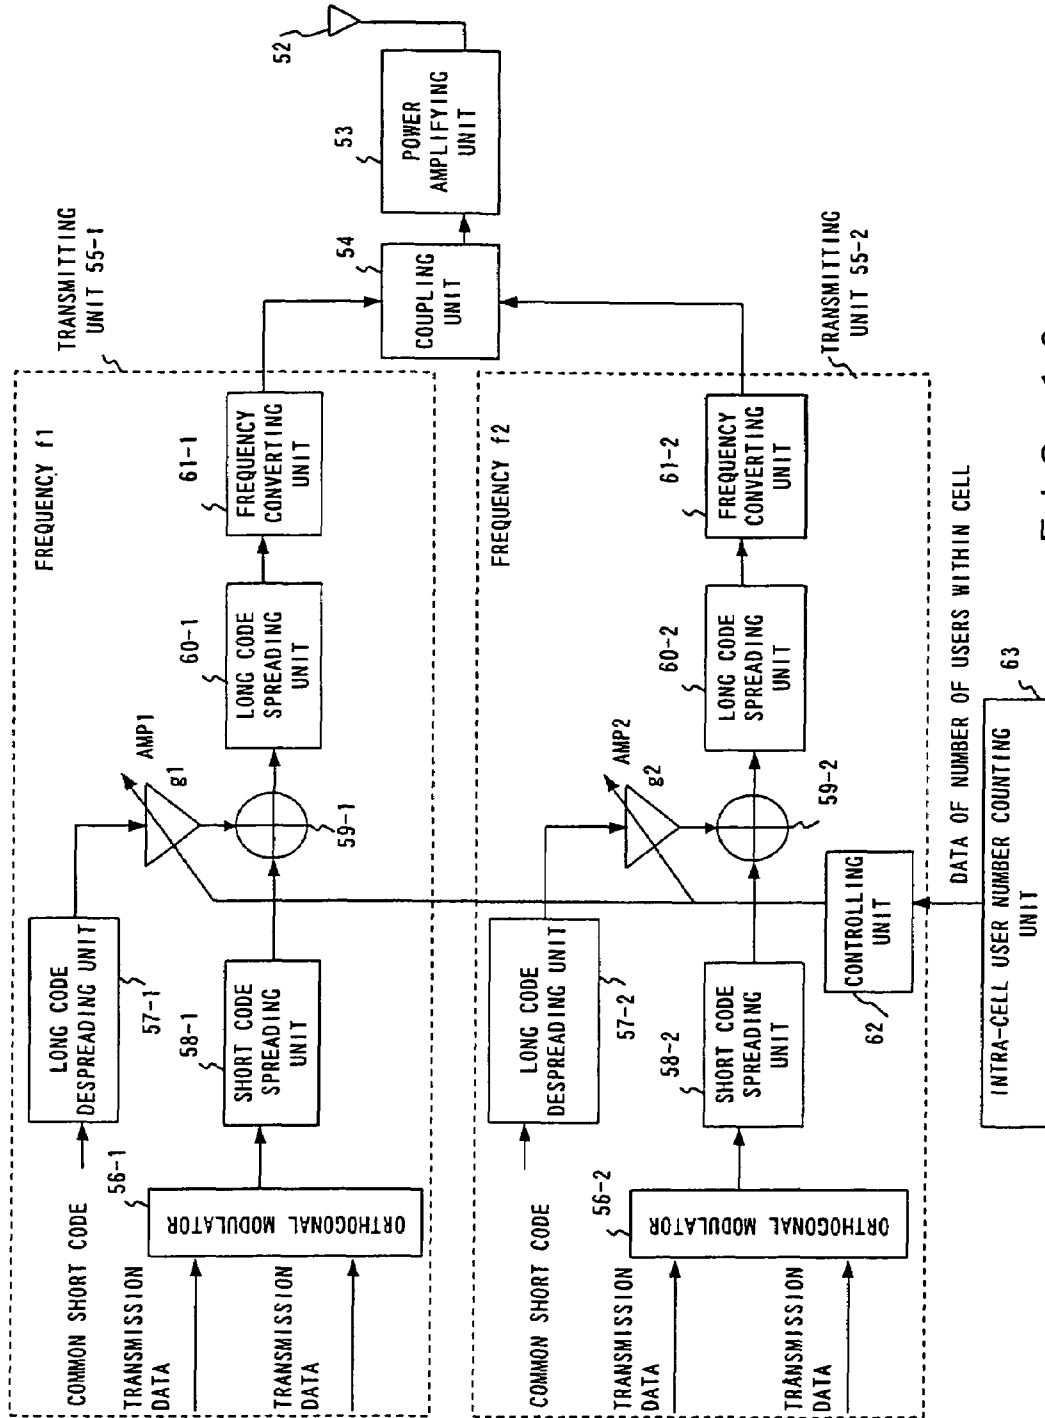 FREQUENCY f1
TRANSMITTING
UNIT 55-1
COMMON SHORT CODE
LONG CODE
DESPREADING UNIT
57-1
AMP1
g1
TRANSMISSION
DATA
TRANSMISSION
DATA
56-1
ORTHOGONAL MODULATOR
58-1
SHORT CODE
SPREADING
UNIT
59-1
60-1
LONG CODE
SPREADING
UNIT
61-1
FREQUENCY
CONVERTING
UNIT
54
COUPLING
UNIT
53
POWER
AMPLIFYING
UNIT
52
FREQUENCY f2
TRANSMITTING
UNIT 55-2
COMMON SHORT CODE
LONG CODE
DESPREADING UNIT
57-2
AMP2
g2
TRANSMISSION
DATA
TRANSMISSION
DATA
56-2
ORTHOGONAL MODULATOR
58-2
SHORT CODE
SPREADING
UNIT
59-2
60-2
LONG CODE
SPREADING
UNIT
61-2
FREQUENCY
CONVERTING
UNIT
CONTROLLING
UNIT
62
DATA OF NUMBER OF USERS WITHIN CELL
INTRA-CELL USER NUMBER COUNTING
UNIT
63